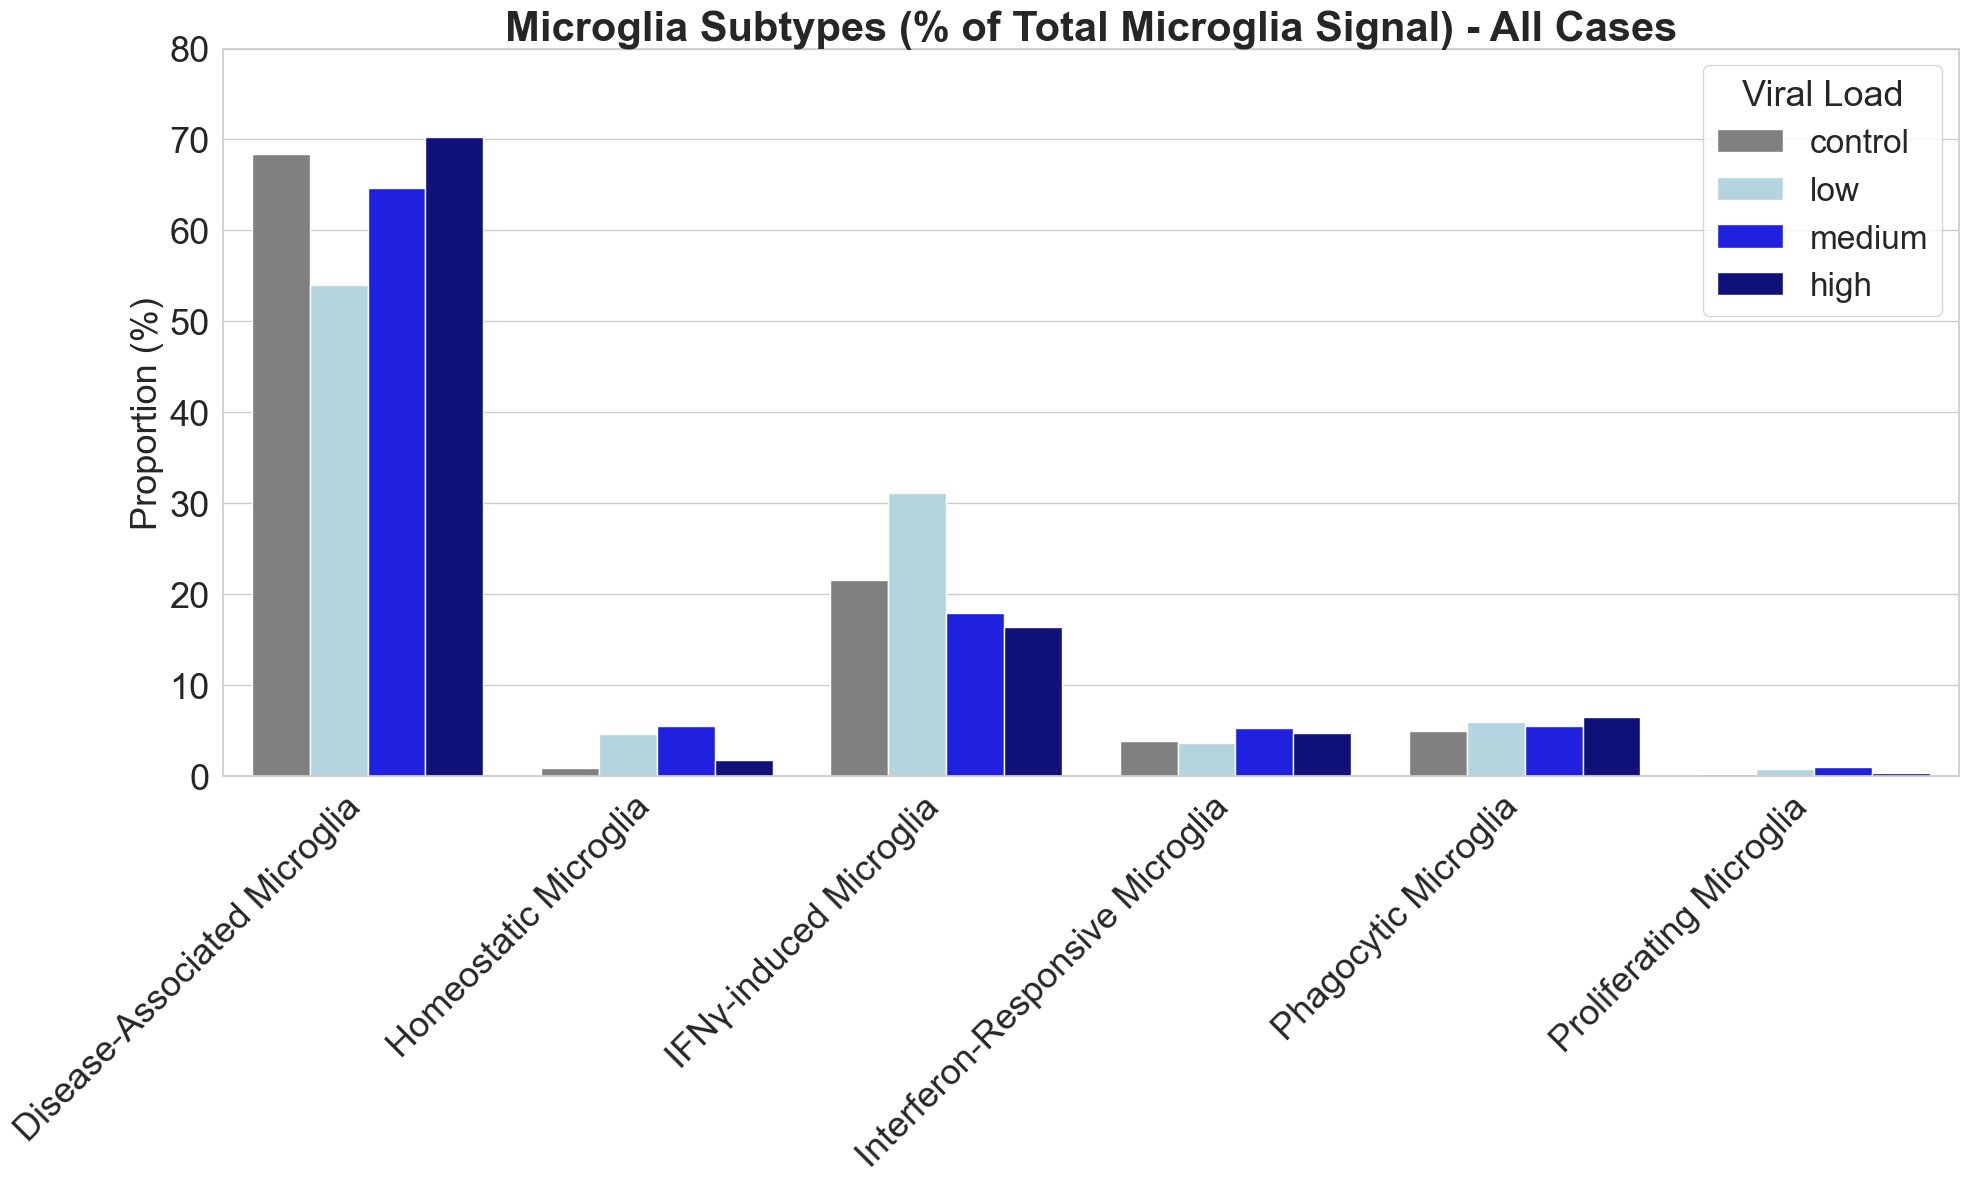 Microglia Subtypes (% of Total Microglia Signal) - All Cases
Proportion (%)
80
70
60
50
40
30
20
10
0
Viral Load
control
low
medium
high
Disease-Associated Microglia
Homeostatic Microglia
IFNγ-induced Microglia
Interferon-Responsive Microglia
Phagocytic Microglia
Proliferating Microglia